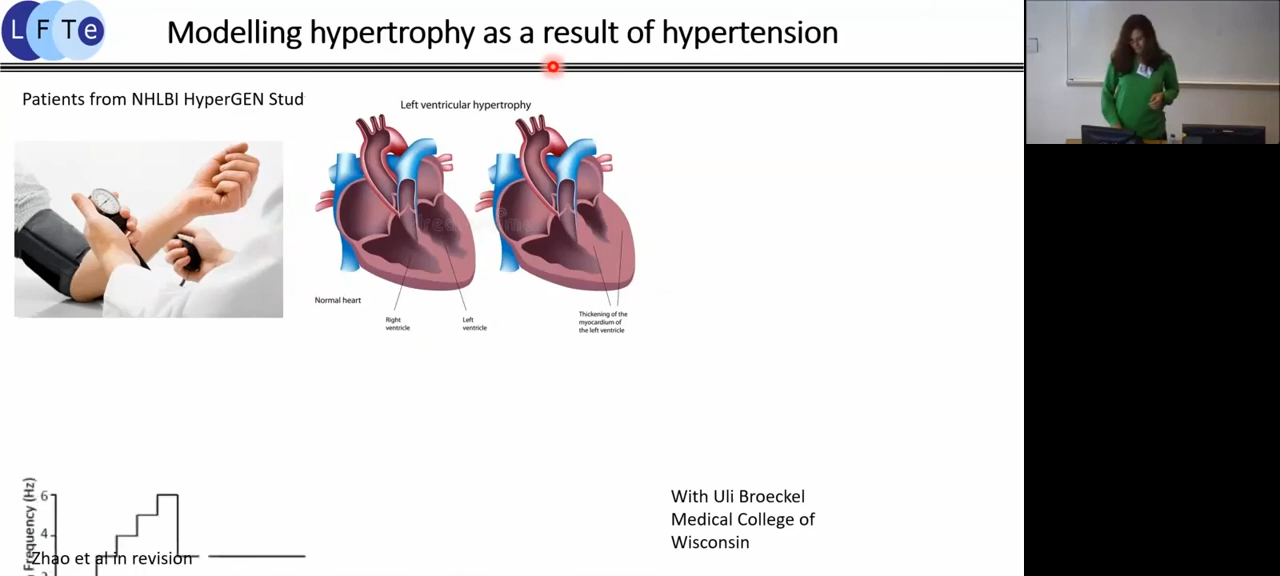 L F T e
Modelling hypertrophy as a result of hypertension
Patients from NHLBI HyperGEN Stud
Left ventricular hypertrophy
Normal heart
Right
ventricle
Left
ventricle
Thickening of the
myocardium of
the left ventricle
Frequency (Hz)
6
4
Zhao et al in revision
With Uli Broeckel
Medical College of
Wisconsin